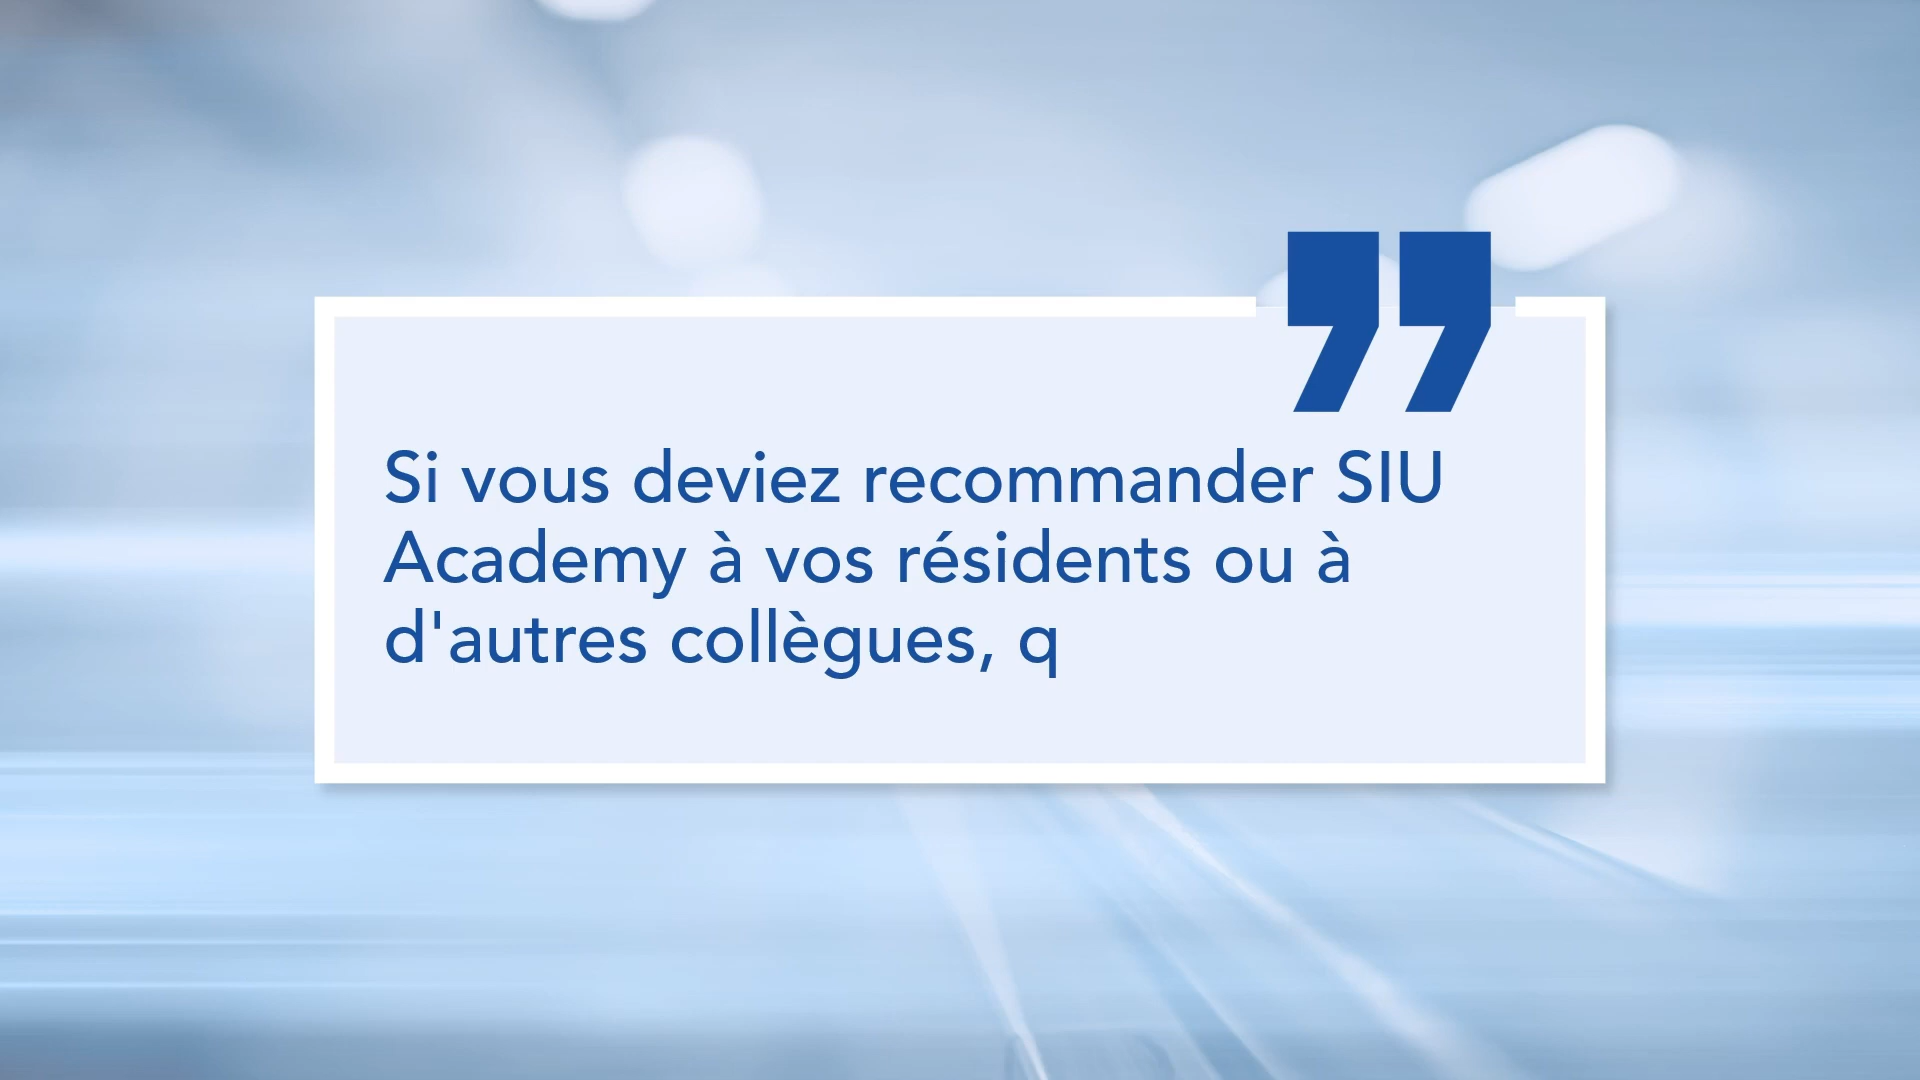 Si vous deviez recommander SIU
Academy à vos résidents ou à
d'autres collègues, q